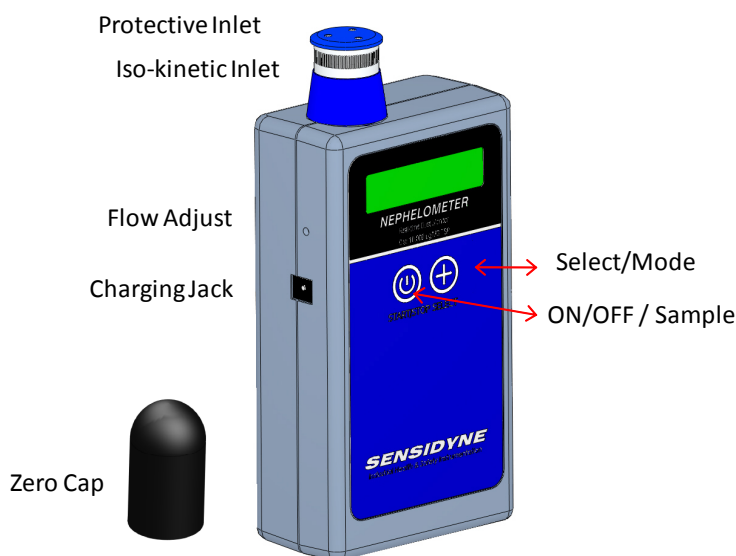 Protective Inlet
Iso-kinetic Inlet
NEPHELOMETER
Flow Adjust
Select/Mode
Charging Jack
ON/OFF / Sample
SENSIDYNE
Zero Cap